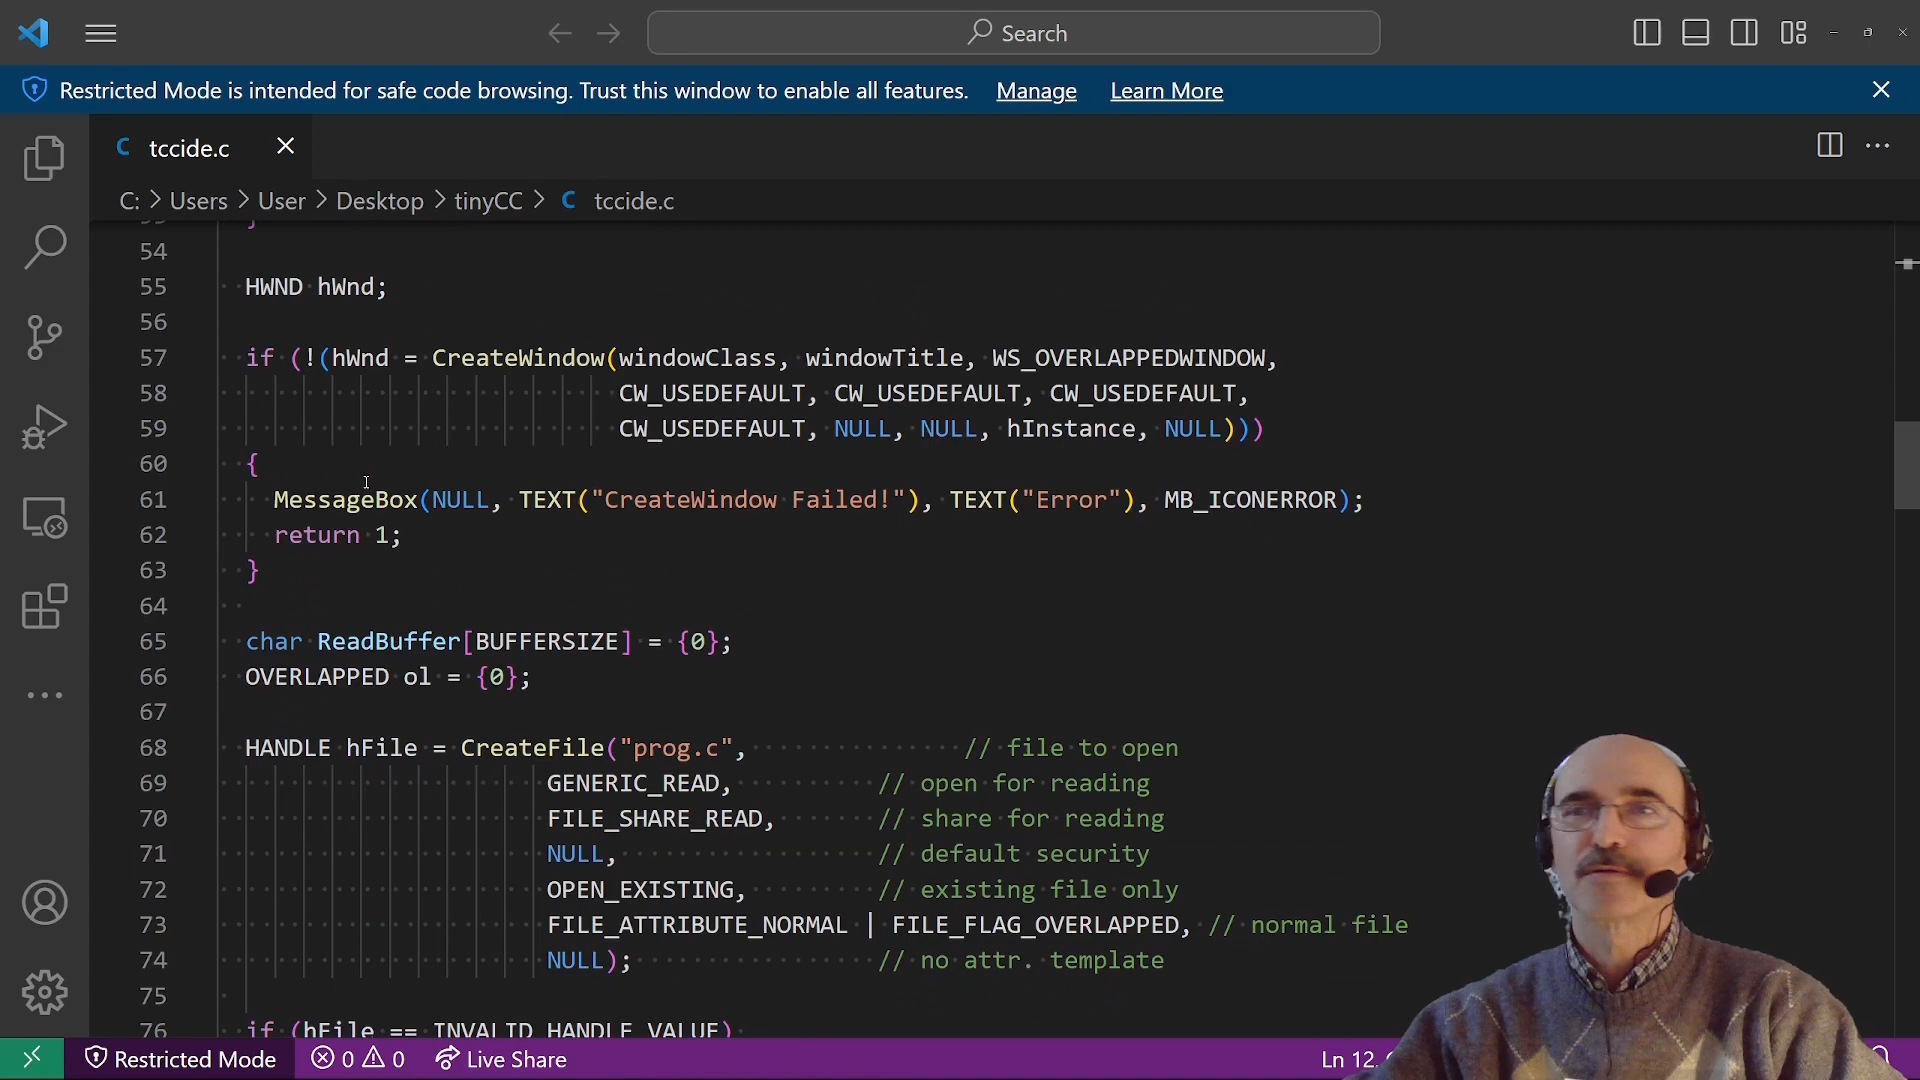 Search
Restricted Mode is intended for safe code browsing. Trust this window to enable all features. Manage Learn More
C tccide.c
C: > Users > User > Desktop > tinyCC > C tccide.c
54
55 HWND hWnd;
56
57 if (!(hWnd = CreateWindow(windowClass, windowTitle, WS_OVERLAPPEDWINDOW,
58 CW_USEDEFAULT, CW_USEDEFAULT, CW_USEDEFAULT,
59 CW_USEDEFAULT, NULL, NULL, hInstance, NULL)))
60 {
61 MessageBox(NULL, TEXT("CreateWindow Failed!"), TEXT("Error"), MB_ICONERROR);
62 return 1;
63 }
64
65 char ReadBuffer[BUFFERSIZE] = {0};
66 OVERLAPPED ol = {0};
67
68 HANDLE hFile = CreateFile("prog.c", // file to open
69 GENERIC_READ, // open for reading
70 FILE_SHARE_READ, // share for reading
71 NULL, // default security
72 OPEN_EXISTING, // existing file only
73 FILE_ATTRIBUTE_NORMAL | FILE_FLAG_OVERLAPPED, // normal file
74 NULL); // no attr. template
75
76 if (hFile == INVALID_HANDLE_VALUE)
Restricted Mode 0 0 Live Share Ln 12,